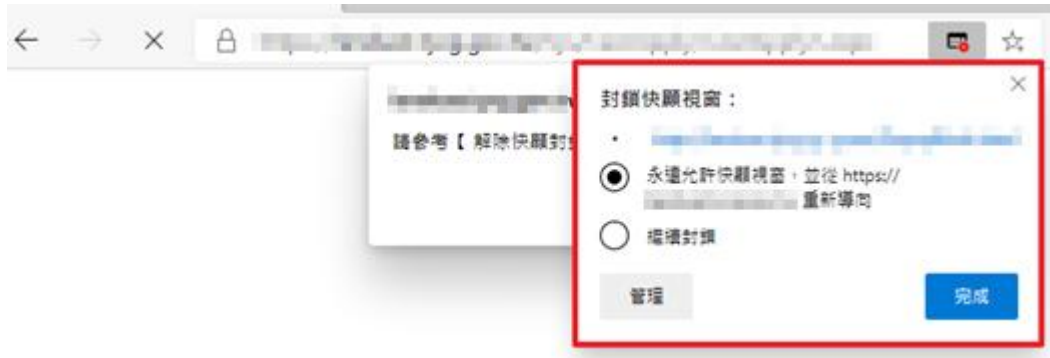 封鎖快顯視窗：
請參考【 解除快顯封
永遠允許快顯視窗，並從 https://
重新導向
繼續封鎖
管理
完成